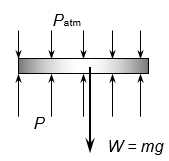 Patm
P
W = mg